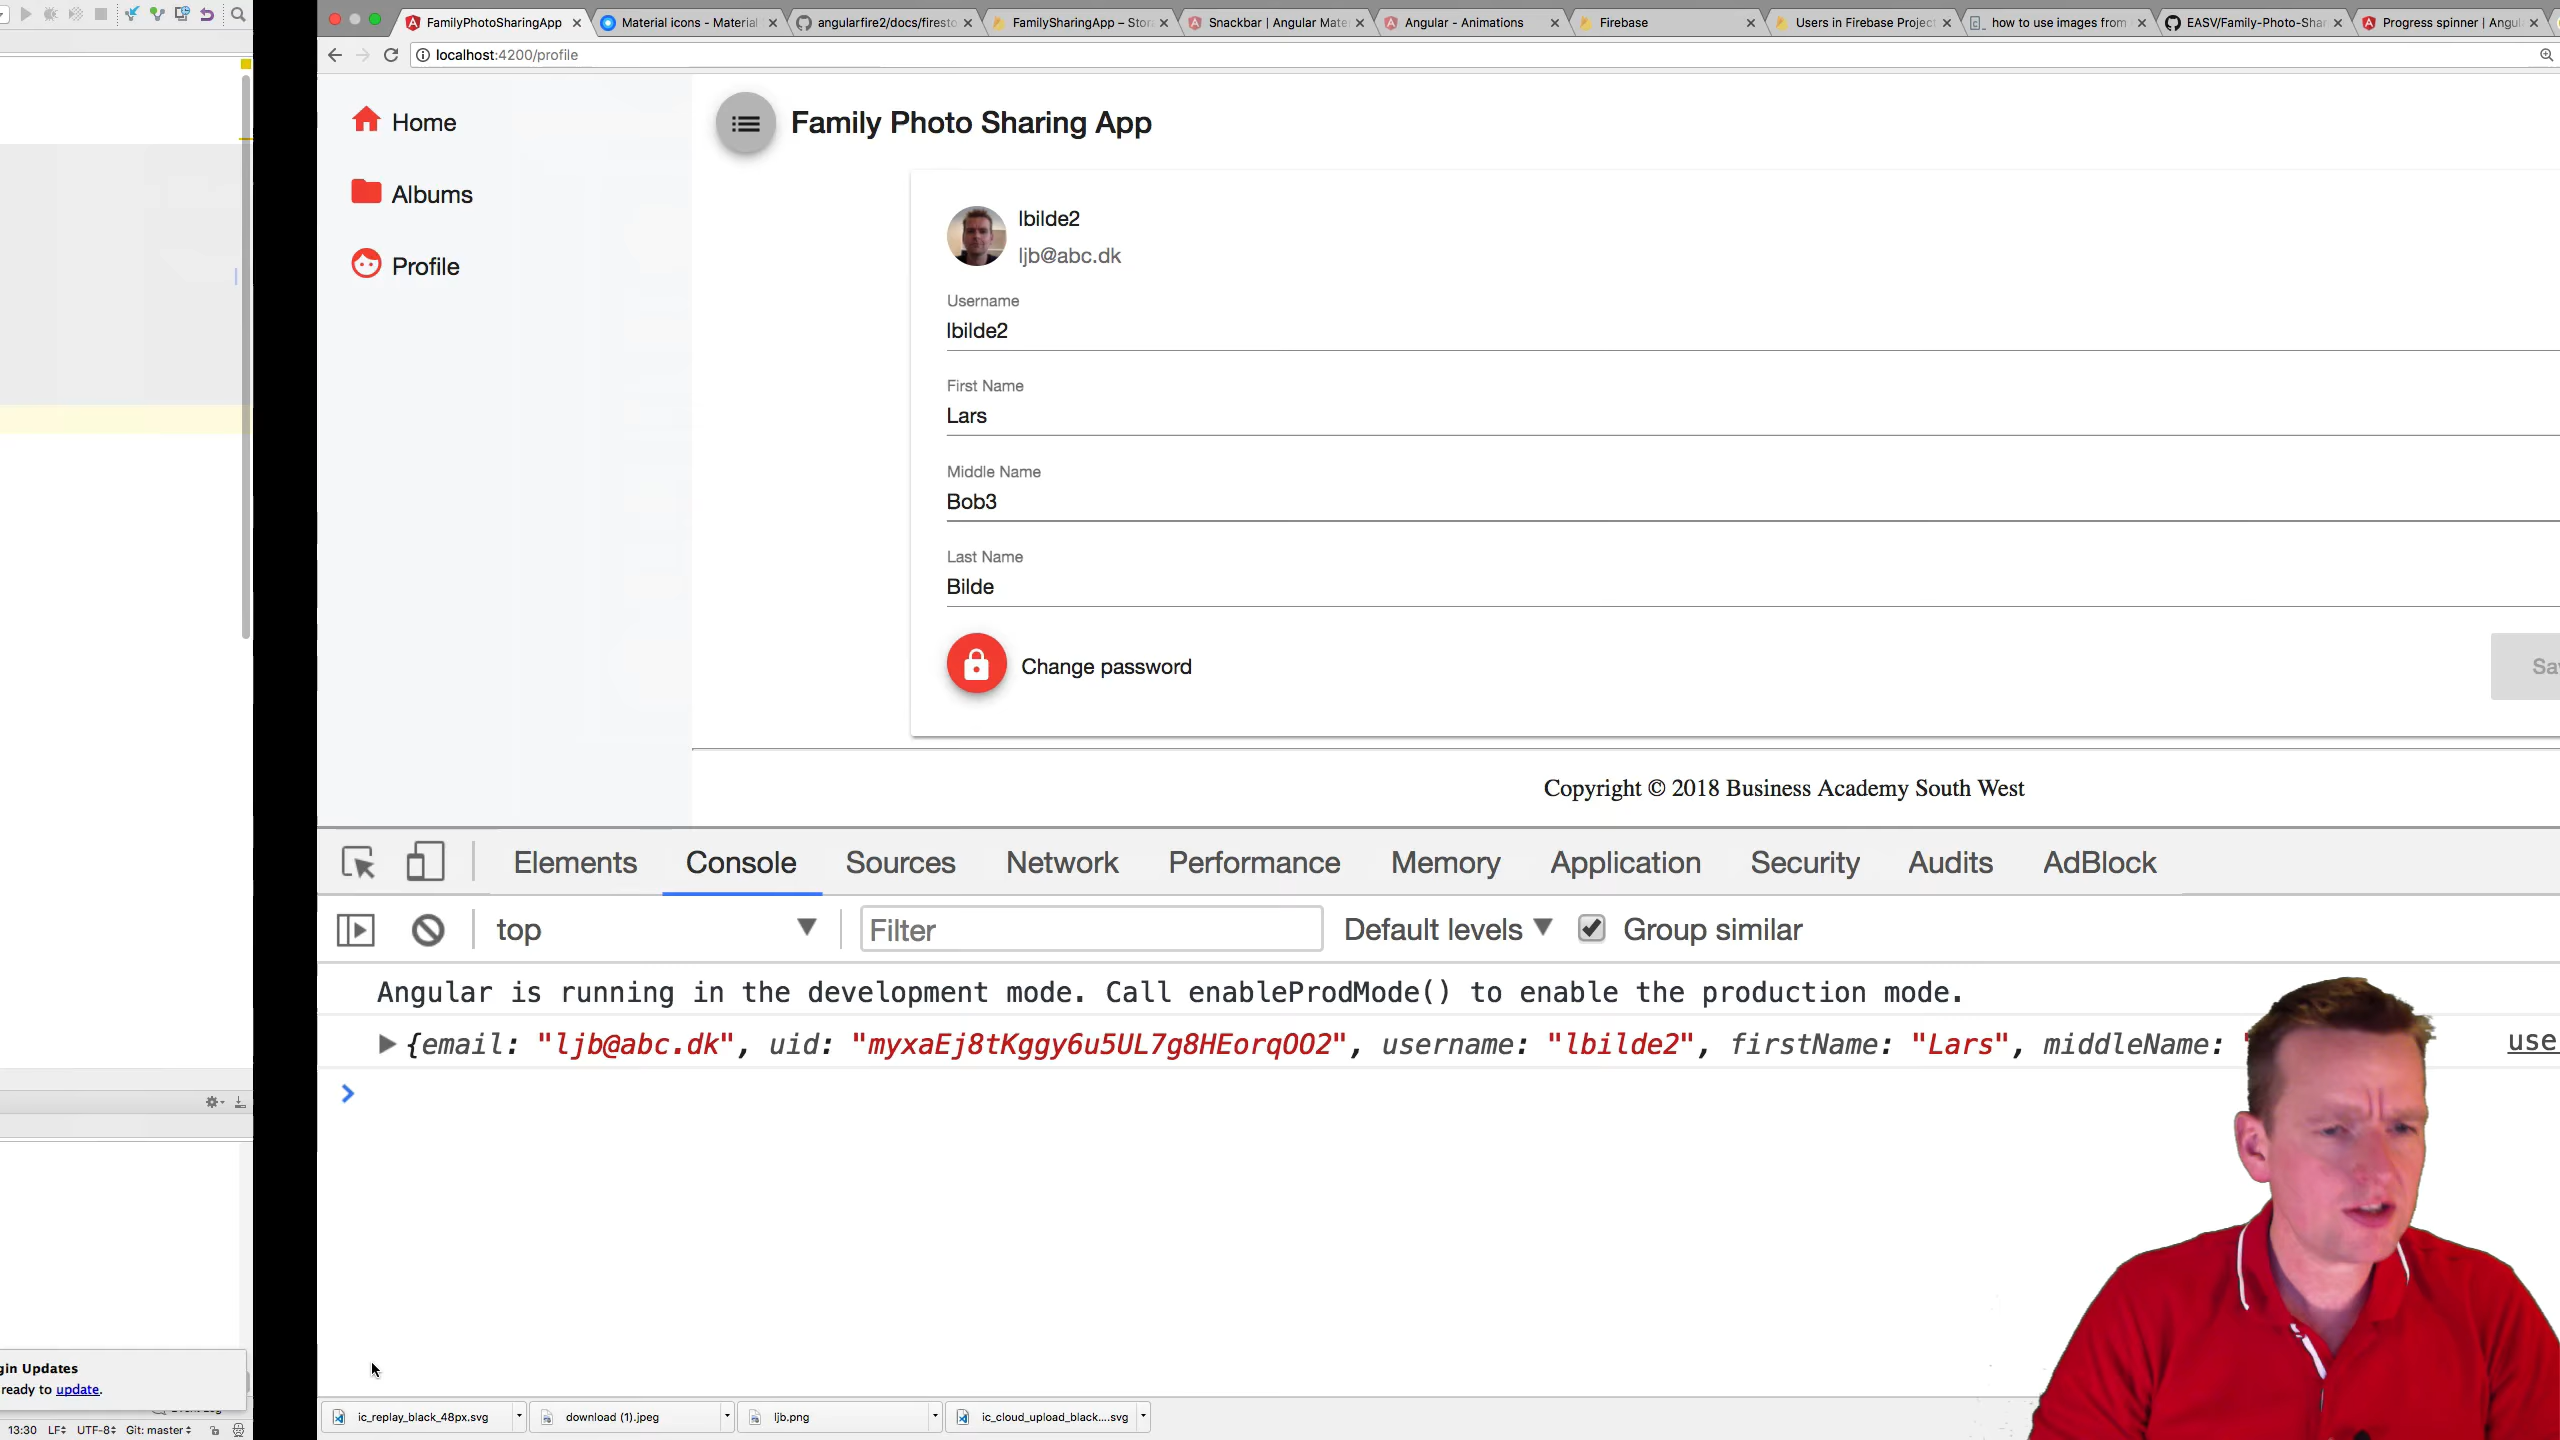 FamilyPhotoSharingApp
Material icons - Material
angularfire2/docs/firesto
FamilySharingApp – Stor
Snackbar | Angular Mate
Angular - Animations
Firebase
Users in Firebase Project
how to use images from
EASV/Family-Photo-Sha
Progress spinner | Angul
localhost:4200/profile
Home
Albums
Profile
Family Photo Sharing App
lbilde2
ljb@abc.dk
Username
lbilde2
First Name
Lars
Middle Name
Bob3
Last Name
Bilde
Change password
Sav
Copyright © 2018 Business Academy South West
Elements Console Sources Network Performance Memory Application Security Audits AdBlock
top Filter Default levels Group similar
Angular is running in the development mode. Call enableProdMode() to enable the production mode.
{email: "ljb@abc.dk", uid: "myxaEj8tKggy6u5UL7g8HEorqOO2", username: "lbilde2", firstName: "Lars", middleName: " use
gin Updates
ready to update.
13:30 LF UTF-8 Git: master
ic_replay_black_48px.svg
download (1).jpeg
ljb.png
ic_cloud_upload_black....svg